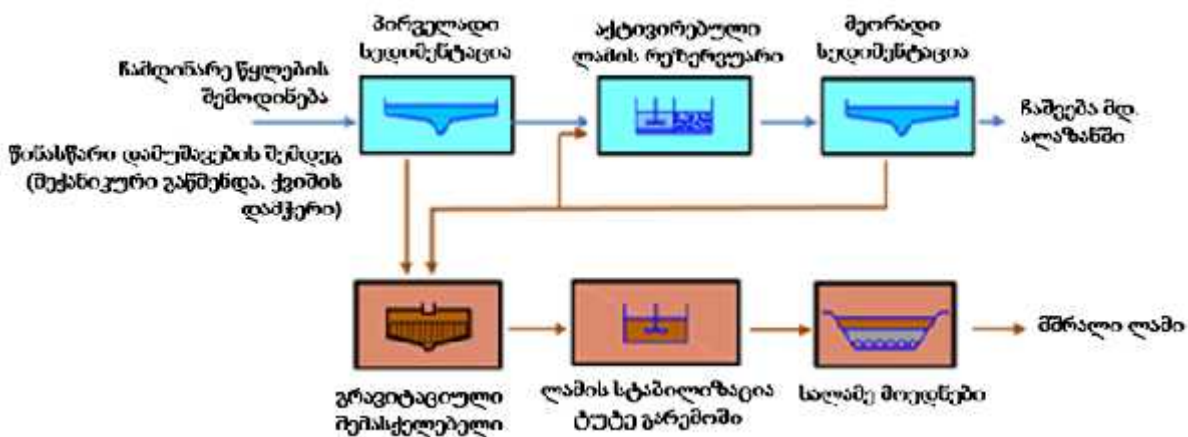 პირველადი
სედიმენტაცია
აქტივირებული
ლამის რეზერვუარი
მეორადი
სედიმენტაცია
ჩამდინარე წყლების
შემოდინება
ჩაშვება მდ.
ალაზანში
წინასწარი დამუშავების შემდეგ
(მექანიკური გაწმენდა, ქვიშის
დამჭერი)
მშრალი ლამი
გრავიტაციული
შემასქელებელი
ლამის სტაბილიზაცია
ტუტე გარემოში
სალამე მოედნები